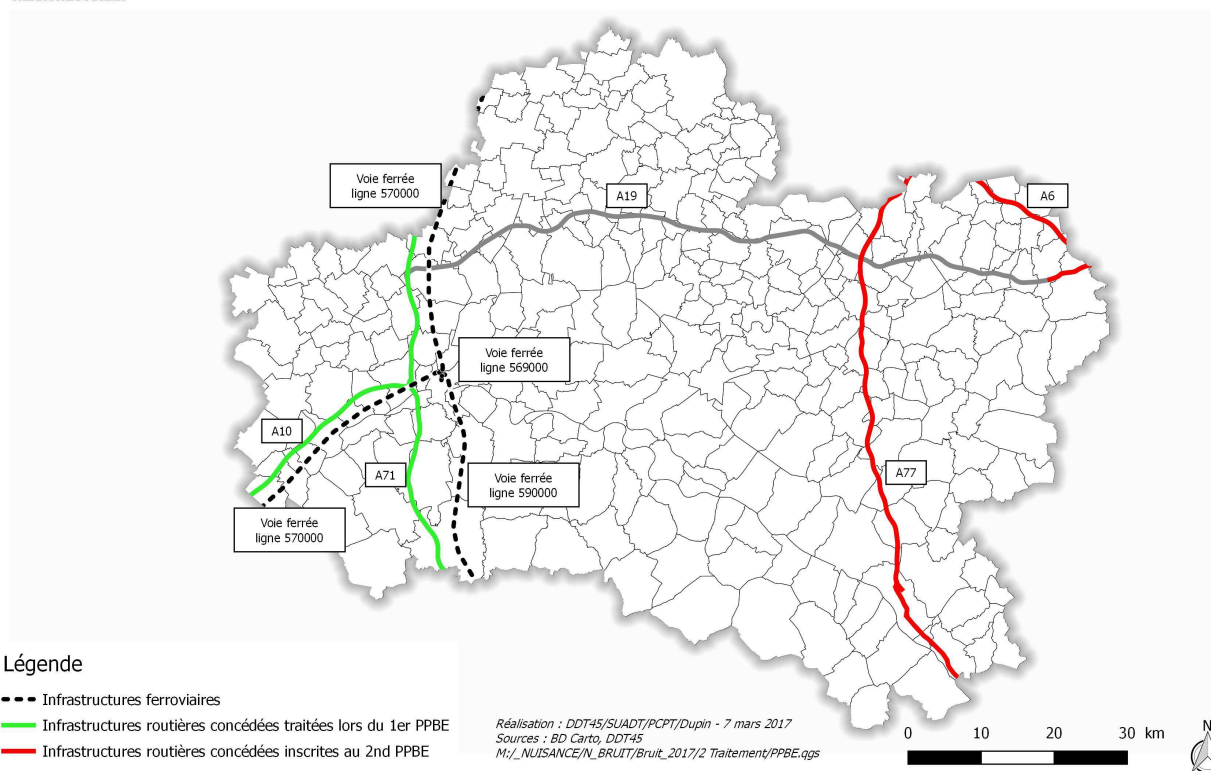 Voie ferrée
ligne 570000
A19
A6
Voie ferrée
ligne 569000
A10
A71
Voie ferrée
ligne 590000
A77
Voie ferrée
ligne 570000
Légende
Infrastructures ferroviaires
Infrastructures routières concédées traitées lors du 1er PPBE
Infrastructures routières concédées inscrites au 2nd PPBE
Réalisation : DDT45/SUADT/PCPT/Dupin - 7 mars 2017
Sources : BD Carto, DDT45
M:/_NUISANCE/N_BRUIT/Bruit_2017/2 Traitement/PPBE.qgs
0 10 20 30 km
N